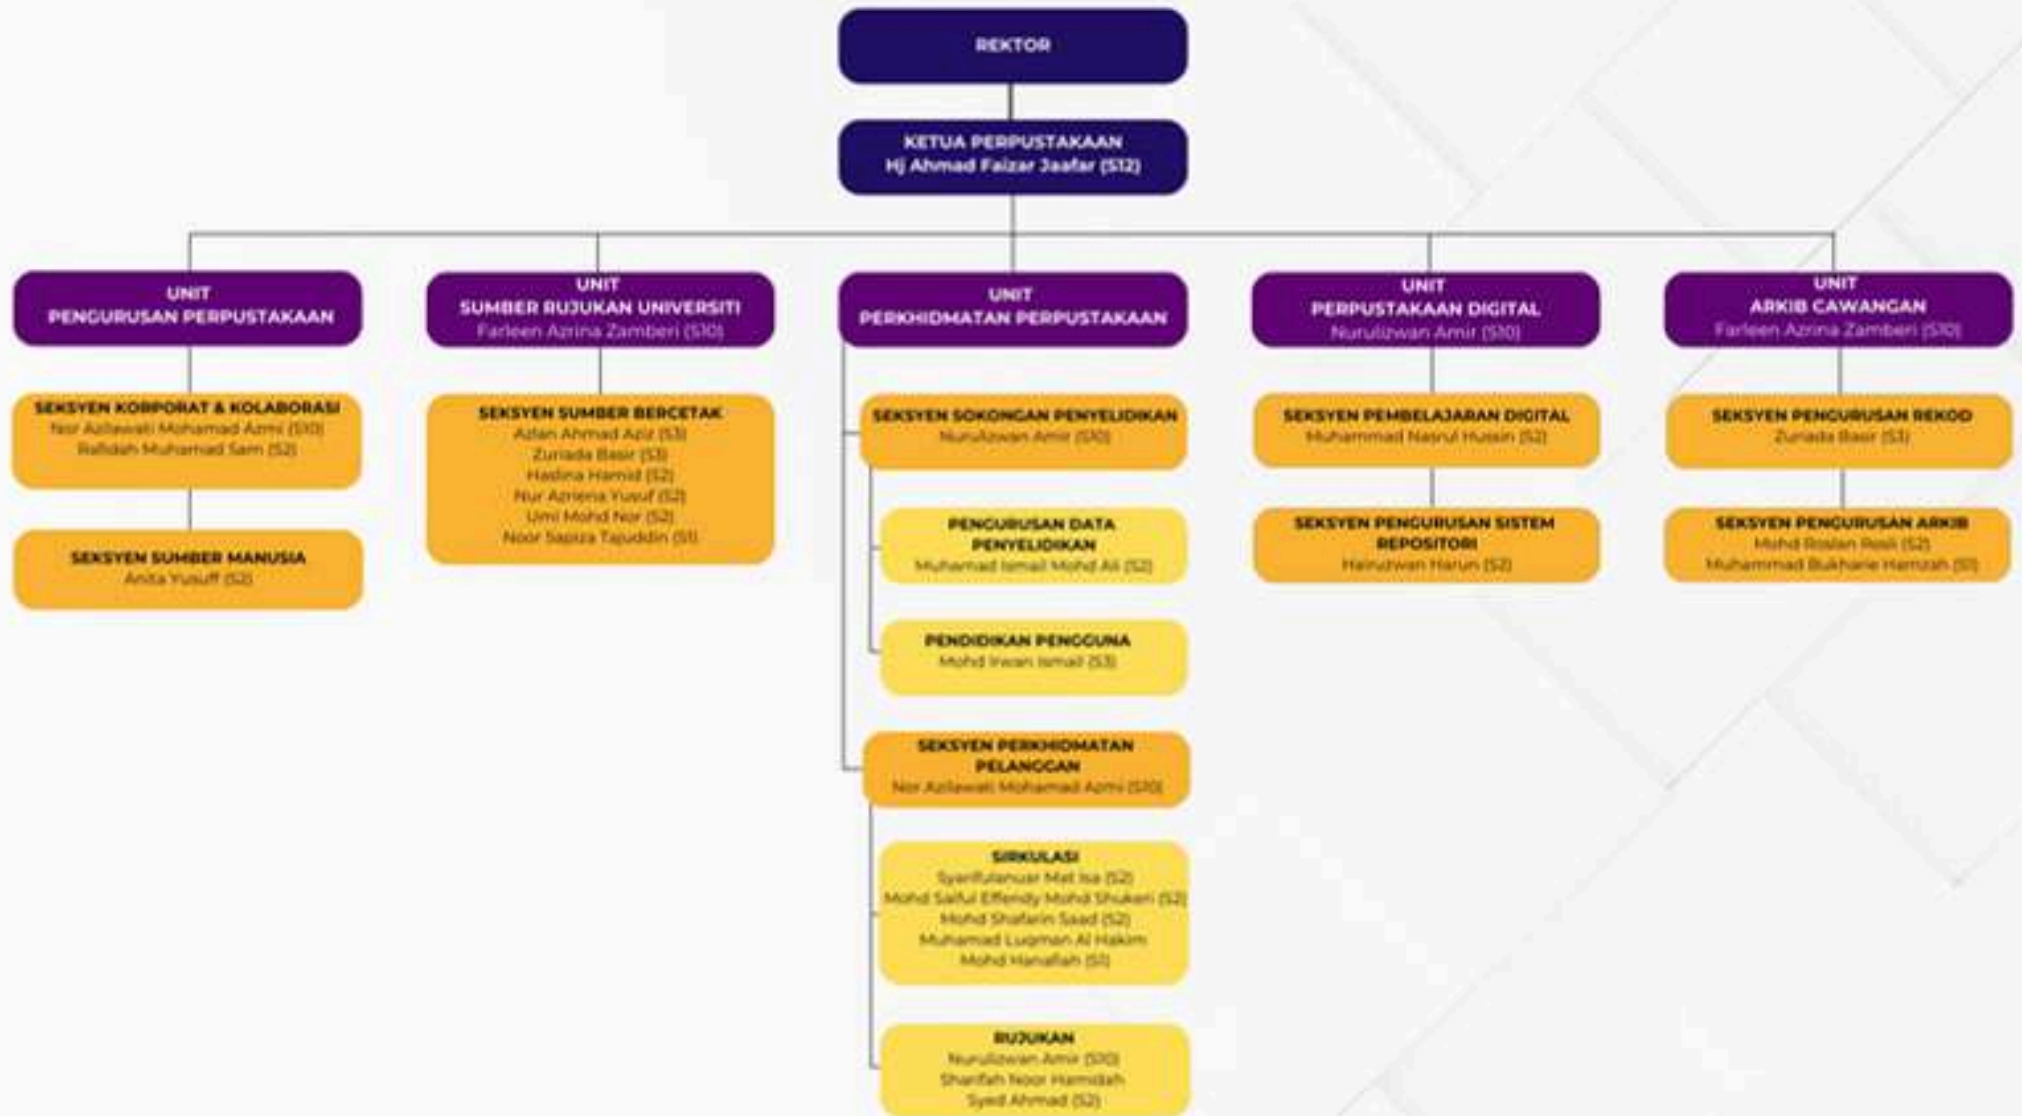 REKTOR
KETUA PERPUSTAKAAN
Hj Ahmad Faizar Jaafar (S12)
UNIT
PENGURUSAN PERPUSTAKAAN
SEKSYEN KORPORAT & KOLABORASI
Nor Azilawati Mohamad Azmi (S10)
Rafidah Muhamad Sam (S2)
SEKSYEN SUMBER MANUSIA
Anita Yusuff (S2)
UNIT
SUMBER RUJUKAN UNIVERSITI
Farleen Azrina Zamberi (S10)
SEKSYEN SUMBER BERCETAK
Azlan Ahmad Aziz (S3)
Zuriada Basir (S3)
Haslina Hamid (S2)
Nur Azriena Yusuf (S2)
Umi Mohd Nor (S2)
Noor Sapiza Tajuddin (S1)
UNIT
PERKHIDMATAN PERPUSTAKAAN
SEKSYEN SOKONGAN PENYELIDIKAN
Nurulizwan Amir (S10)
PENGURUSAN DATA
PENYELIDIKAN
Muhamad Ismail Mohd Ali (S2)
PENDIDIKAN PENGGUNA
Mohd Irwan Ismail (S3)
SEKSYEN PERKHIDMATAN
PELANGGAN
Nor Azilawati Mohamad Azmi (S10)
SIRKULASI
Syarifulanuar Mat Isa (S2)
Mohd Saiful Effendy Mohd Shukeri (S2)
Mohd Shafarin Saad (S2)
Muhamad Luqman Al Hakim
Mohd Hanafiah (S1)
RUJUKAN
Nurulizwan Amir (S10)
Sharifah Noor Hamidah
Syed Ahmad (S2)
UNIT
PERPUSTAKAAN DIGITAL
Nurulizwan Amir (S10)
SEKSYEN PEMBELAJARAN DIGITAL
Muhammad Nasrul Hussin (S2)
SEKSYEN PENGURUSAN SISTEM
REPOSITORI
Hairuzwan Harun (S2)
UNIT
ARKIB CAWANGAN
Farleen Azrina Zamberi (S10)
SEKSYEN PENGURUSAN REKOD
Zuriada Basir (S3)
SEKSYEN PENGURUSAN ARKIB
Mohd Roslan Rosli (S2)
Muhammad Bukharie Hamzah (S1)